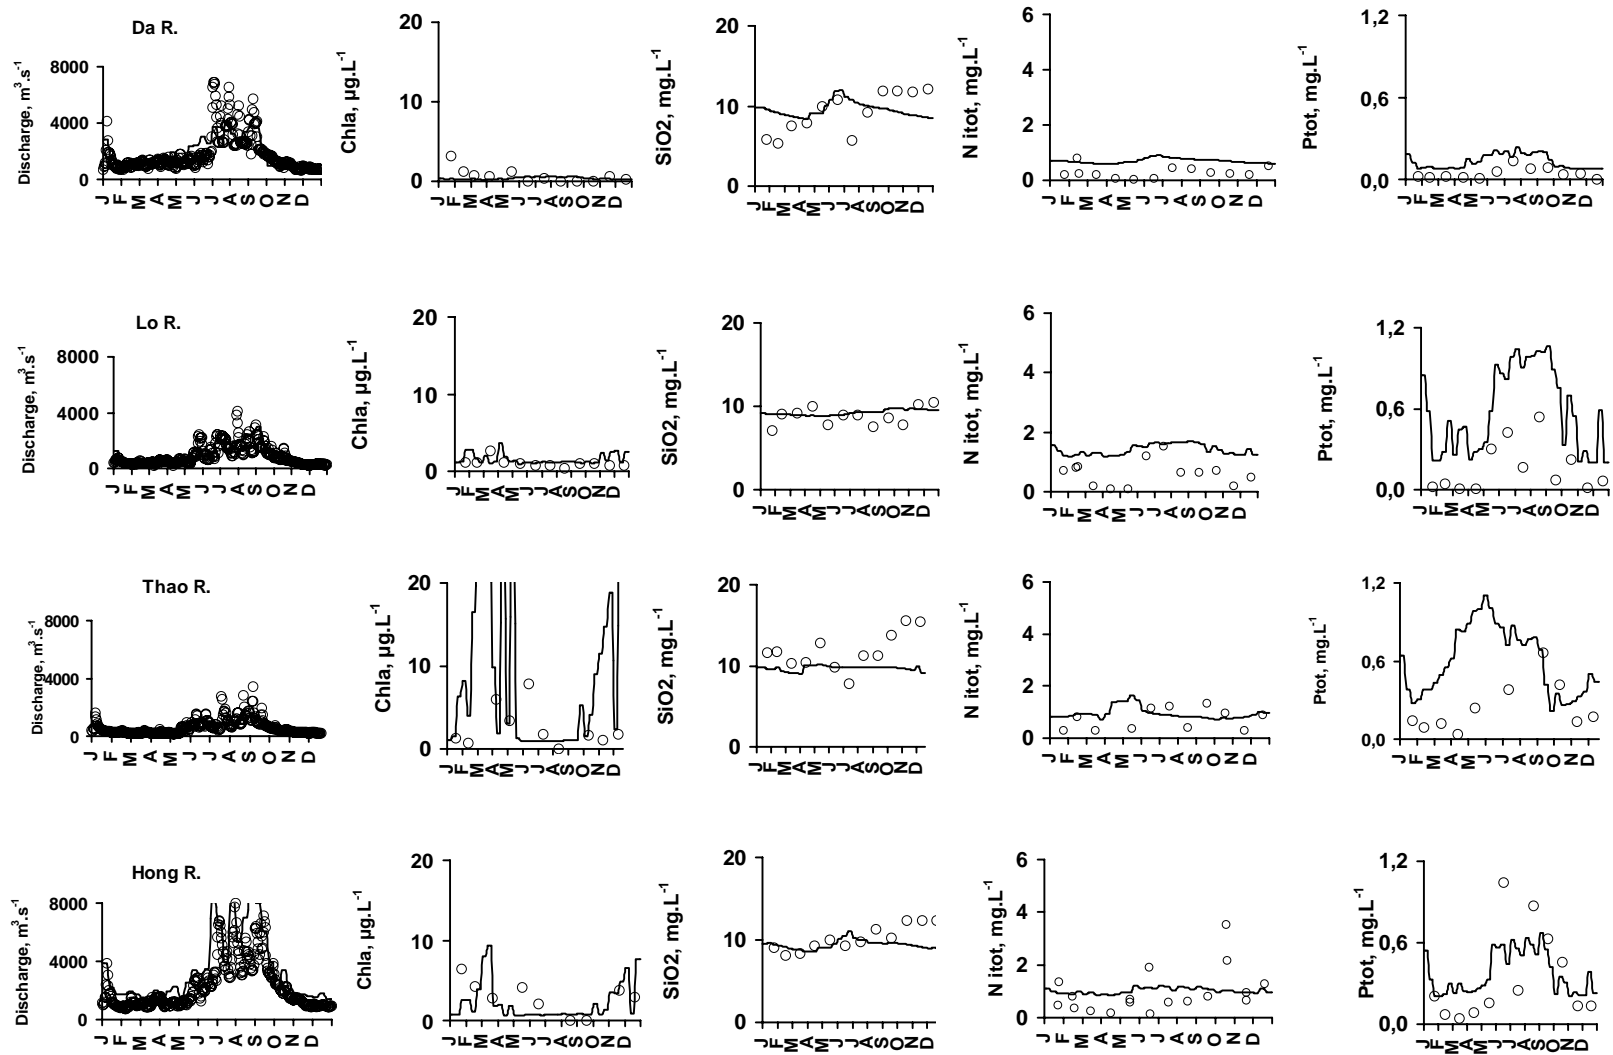 Da R.
Discharge, m³.s⁻¹
8000
4000
0
J F M A M J J A S O N D
Chla, µg.L⁻¹
20
10
0
J F M A M J J A S O N D
SiO2, mg.L⁻¹
20
10
0
J F M A M J J A S O N D
N itot, mg.L⁻¹
6
4
2
0
J F M A M J J A S O N D
Ptot, mg.L⁻¹
1,2
0,6
0,0
J F M A M J J A S O N D
Lo R.
Discharge, m³.s⁻¹
8000
4000
0
J F M A M J J A S O N D
Chla, µg.L⁻¹
20
10
0
J F M A M J J A S O N D
SiO2, mg.L⁻¹
20
10
0
J F M A M J J A S O N D
N itot, mg.L⁻¹
6
4
2
0
J F M A M J J A S O N D
Ptot, mg.L⁻¹
1,2
0,6
0,0
J F M A M J J A S O N D
Thao R.
Discharge, m³.s⁻¹
8000
4000
0
J F M A M J J A S O N D
Chla, µg.L⁻¹
20
10
0
J F M A M J J A S O N D
SiO2, mg.L⁻¹
20
10
0
J F M A M J J A S O N D
N itot, mg.L⁻¹
6
4
2
0
J F M A M J J A S O N D
Ptot, mg.L⁻¹
1,2
0,6
0,0
J F M A M J J A S O N D
Hong R.
Discharge, m³.s⁻¹
8000
4000
0
J F M A M J J A S O N D
Chla, µg.L⁻¹
20
10
0
J F M A M J J A S O N D
SiO2, mg.L⁻¹
20
10
0
J F M A M J J A S O N D
N itot, mg.L⁻¹
6
4
2
0
J F M A M J J A S O N D
Ptot, mg.L⁻¹
1,2
0,6
0,0
J F M A M J J A S O N D